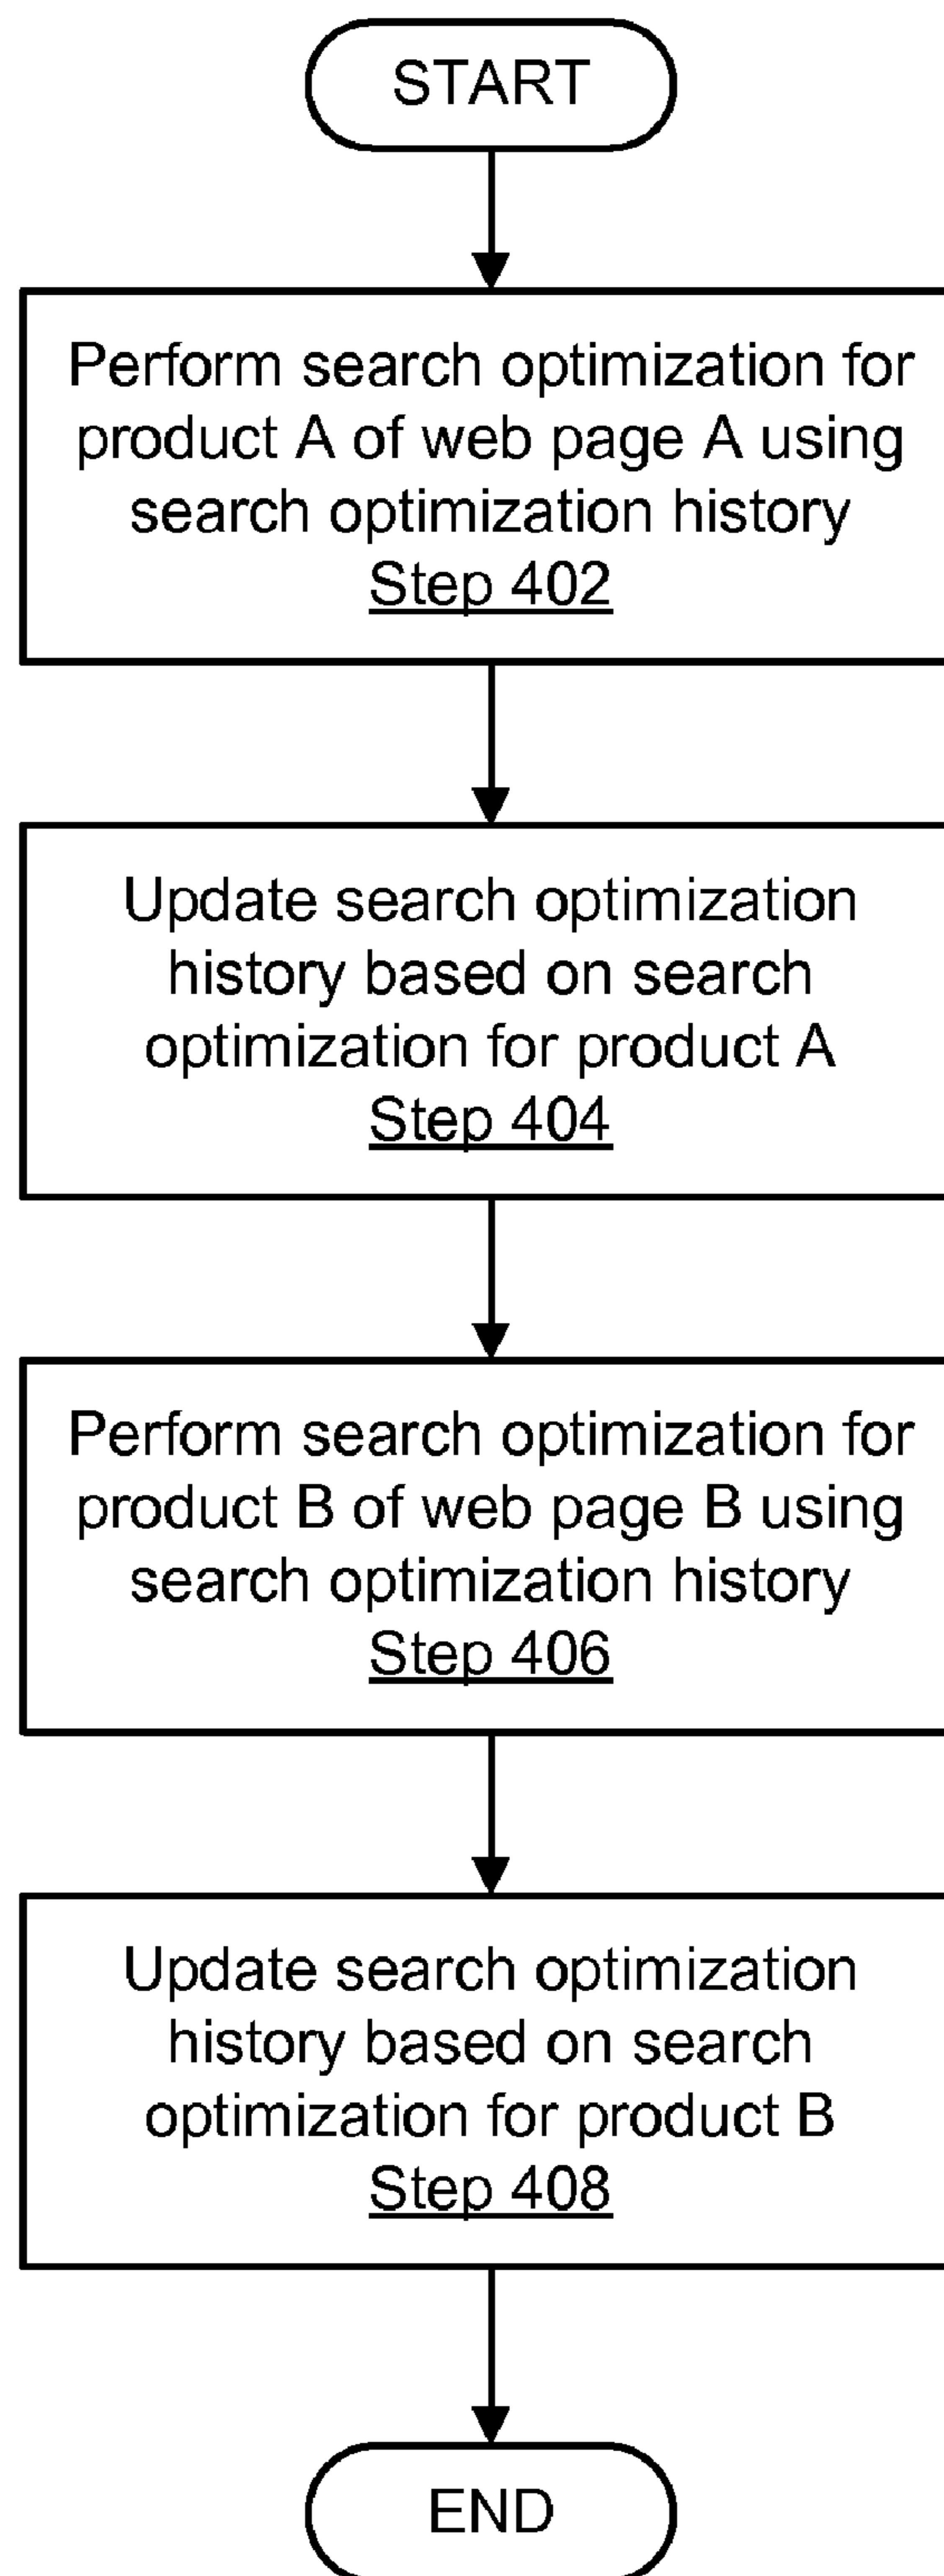 START
Perform search optimization for
product A of web page A using
search optimization history
Step 402
Update search optimization
history based on search
optimization for product A
Step 404
Perform search optimization for
product B of web page B using
search optimization history
Step 406
Update search optimization
history based on search
optimization for product B
Step 408
END